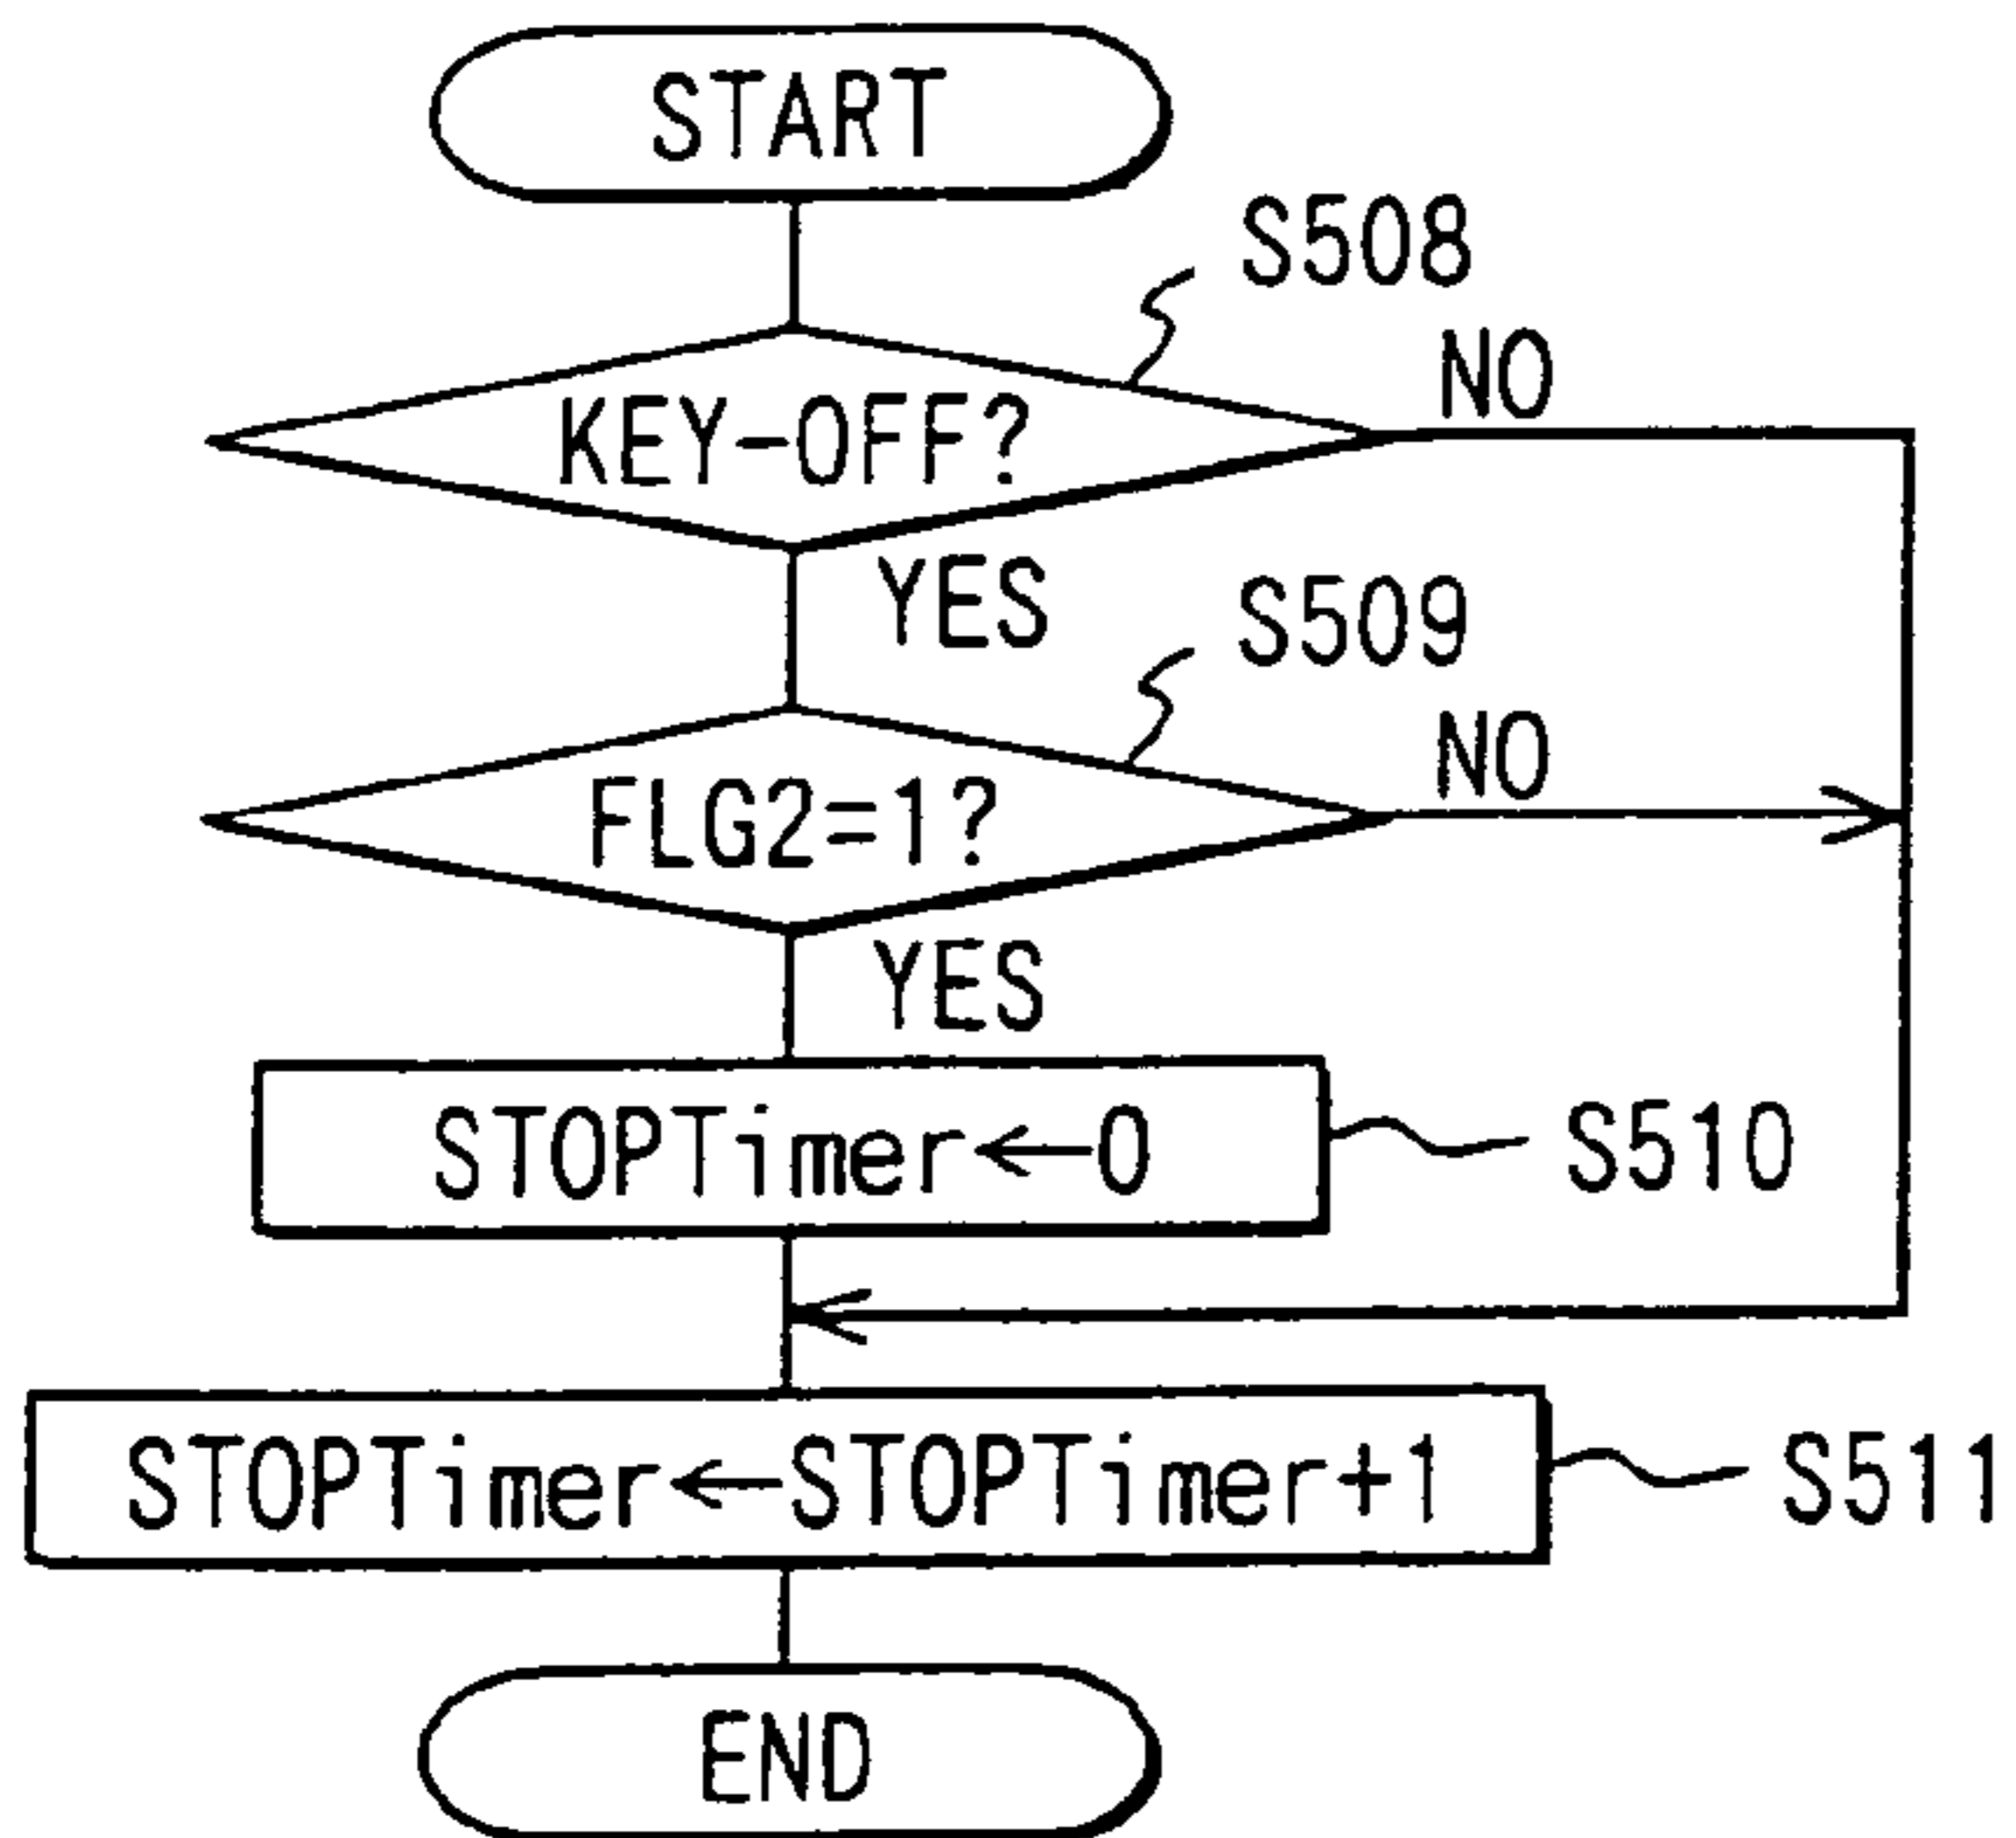 START
S508
KEY-OFF?
NO
YES
S509
FLG2=1?
NO
YES
STOPTimer←0
S510
STOPTimer←STOPTimer+1
S511
END